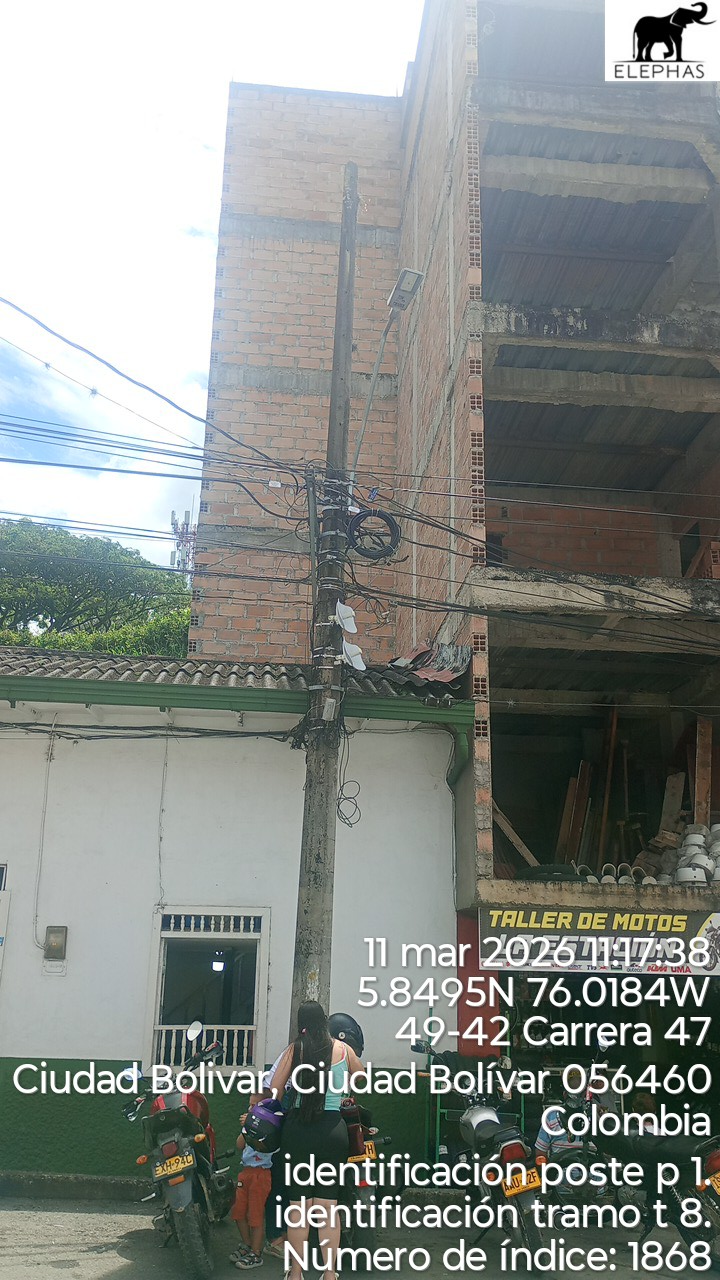 ELEPHAS
TALLER DE MOTOS
11 mar 2026 11:17:38
5.8495N 76.0184W
49-42 Carrera 47
Ciudad Bolivar, Ciudad Bolívar 056460
Colombia
identificación poste p 1.
identificación tramo t 8.
Número de índice: 1868